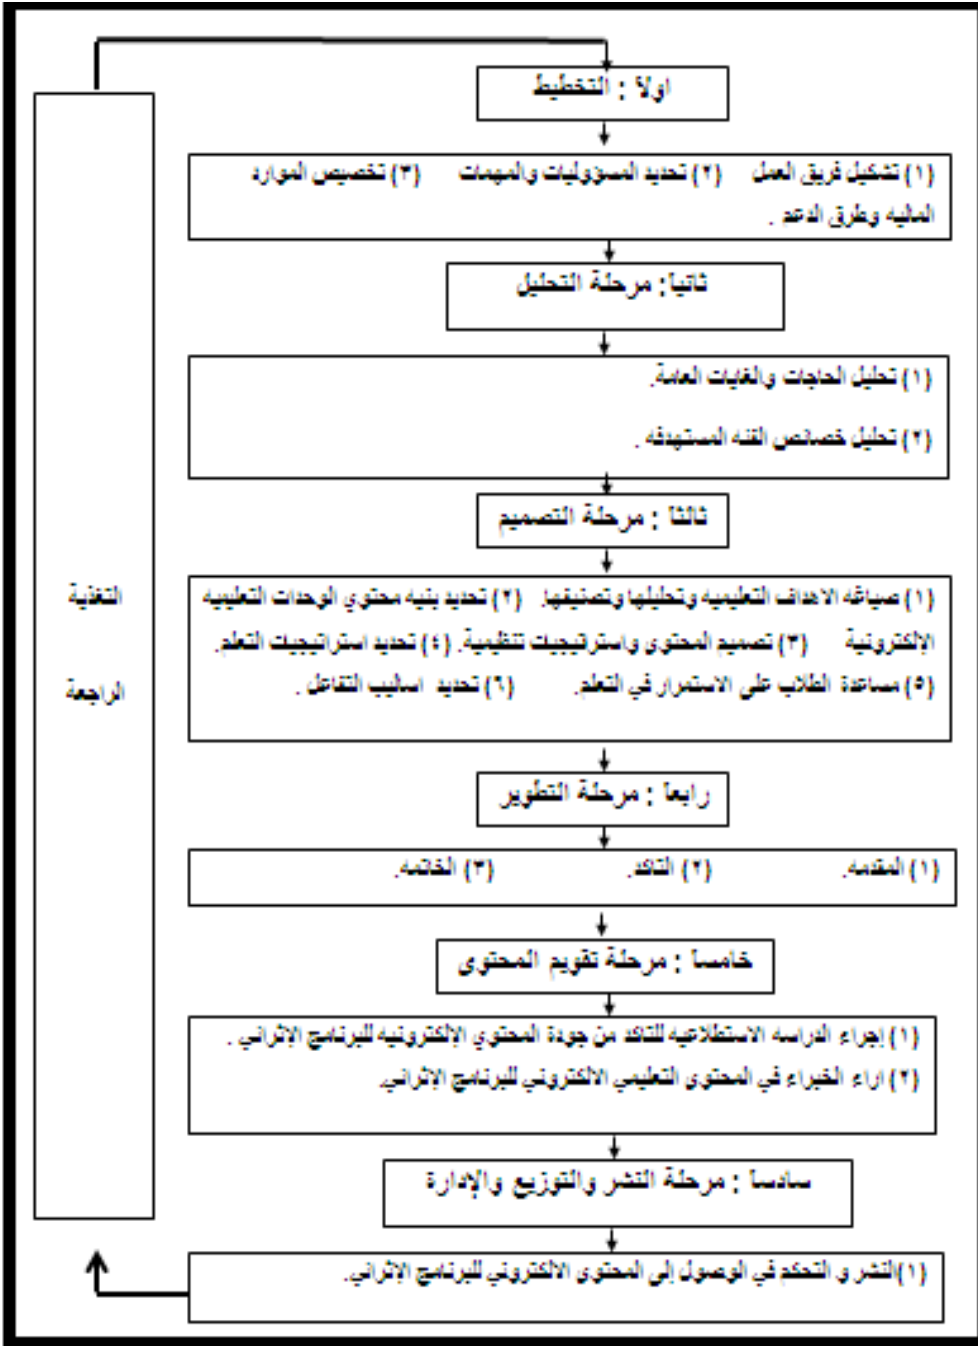 اولاً : التخطيط
(١) تشكيل فريق العمل (٢) تحديد المسؤوليات والمهمات (٣) تخصيص الموارد
الماليه وطرق الدعم .
ثانياً : مرحلة التحليل
(١) تحليل الحاجات والغايات العامة.
(٢) تحليل خصائص الفئه المستهدفه .
ثالثاً : مرحلة التصميم
(١) صياغه الاهداف التعليميه وتحليلها وتصنيفها. (٢) تحديد بنيه محتوي الوحدات التعليميه
الإلكترونية (٣) تصميم المحتوى واستراتيجيات تنظيمية. (٤) تحديد استراتيجيات التعلم.
(٥) مساعدة الطلاب على الاستمرار في التعلم. (٦) تحديد اساليب التفاعل .
رابعاً : مرحلة التطوير
(١) المقدمه. (٢) التاكد. (٣) الخاتمه.
خامساً : مرحلة تقويم المحتوى
(١) إجراء الدراسه الاستطلاعيه للتاكد من جودة المحتوي الإلكترونيه للبرنامج الإثرائي .
(٢) اراء الخبراء في المحتوى التعليمي الالكتروني للبرنامج الإثرائي.
سادساً : مرحلة النشر والتوزيع والإدارة
(١)النشر و التحكم في الوصول إلى المحتوى الالكتروني للبرنامج الإثرائي.
التغذية
الراجعة